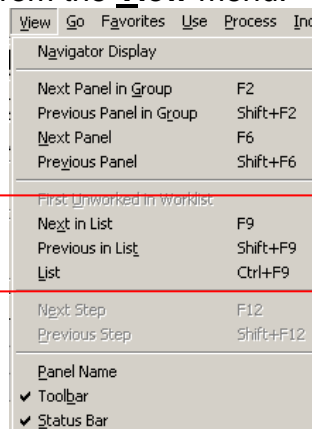 from the View menu.
View Go Favorites Use Process
Navigator Display
Next Panel in Group F2
Previous Panel in Group Shift+F2
Next Panel F6
Previous Panel Shift+F6
First Unworked in Worklist
Next in List F9
Previous in List Shift+F9
List Ctrl+F9
Next Step F12
Previous Step Shift+F12
Panel Name
✔ Toolbar
✔ Status Bar